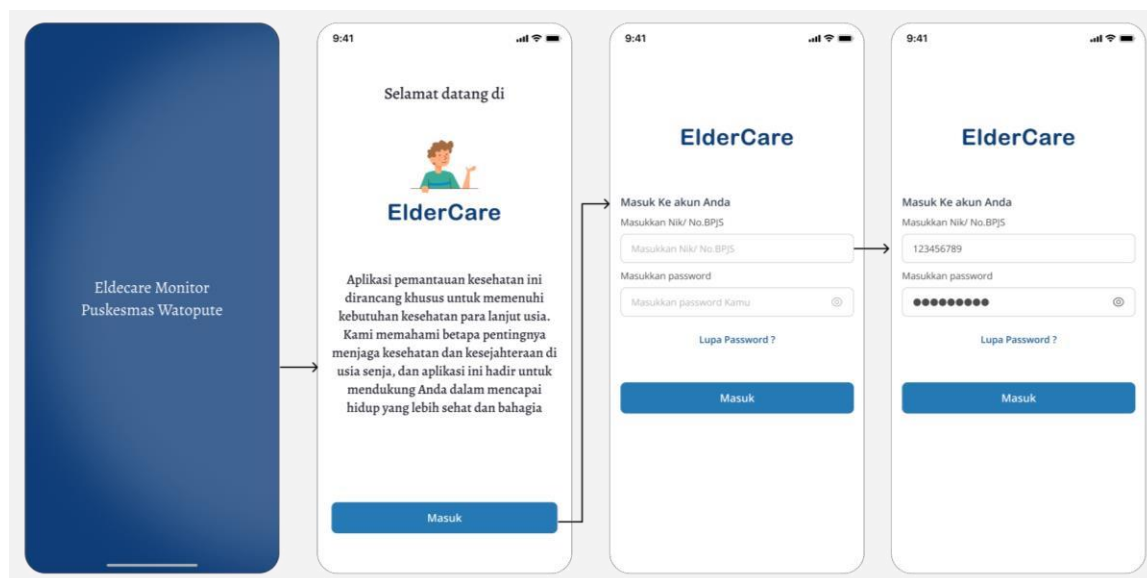 Eldecare Monitor
Puskesmas Watopute
9:41
Selamat datang di
ElderCare
Aplikasi pemantauan kesehatan ini
dirancang khusus untuk memenuhi
kebutuhan kesehatan para lanjut usia.
Kami memahami betapa pentingnya
menjaga kesehatan dan kesejahteraan di
usia senja, dan aplikasi ini hadir untuk
mendukung Anda dalam mencapai
hidup yang lebih sehat dan bahagia
Masuk
9:41
ElderCare
Masuk Ke akun Anda
Masukkan Nik/ No.BPJS
Masukkan Nik/ No.BPJS
Masukkan password
Masukkan password Kamu
Lupa Password ?
Masuk
9:41
ElderCare
Masuk Ke akun Anda
Masukkan Nik/ No.BPJS
123456789
Masukkan password
Lupa Password ?
Masuk